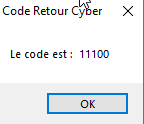 Code Retour Cyber
Le code est : 11100
OK